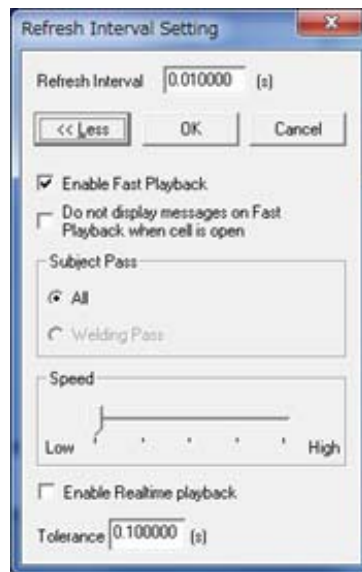 Refresh Interval Setting
Refresh Interval 0.010000 (s)
<< Less OK Cancel
Enable Fast Playback
Do not display messages on Fast
Playback when cell is open
Subject Pass
All
Welding Pass
Speed
Low High
Enable Realtime playback
Tolerance 0.100000 (s)